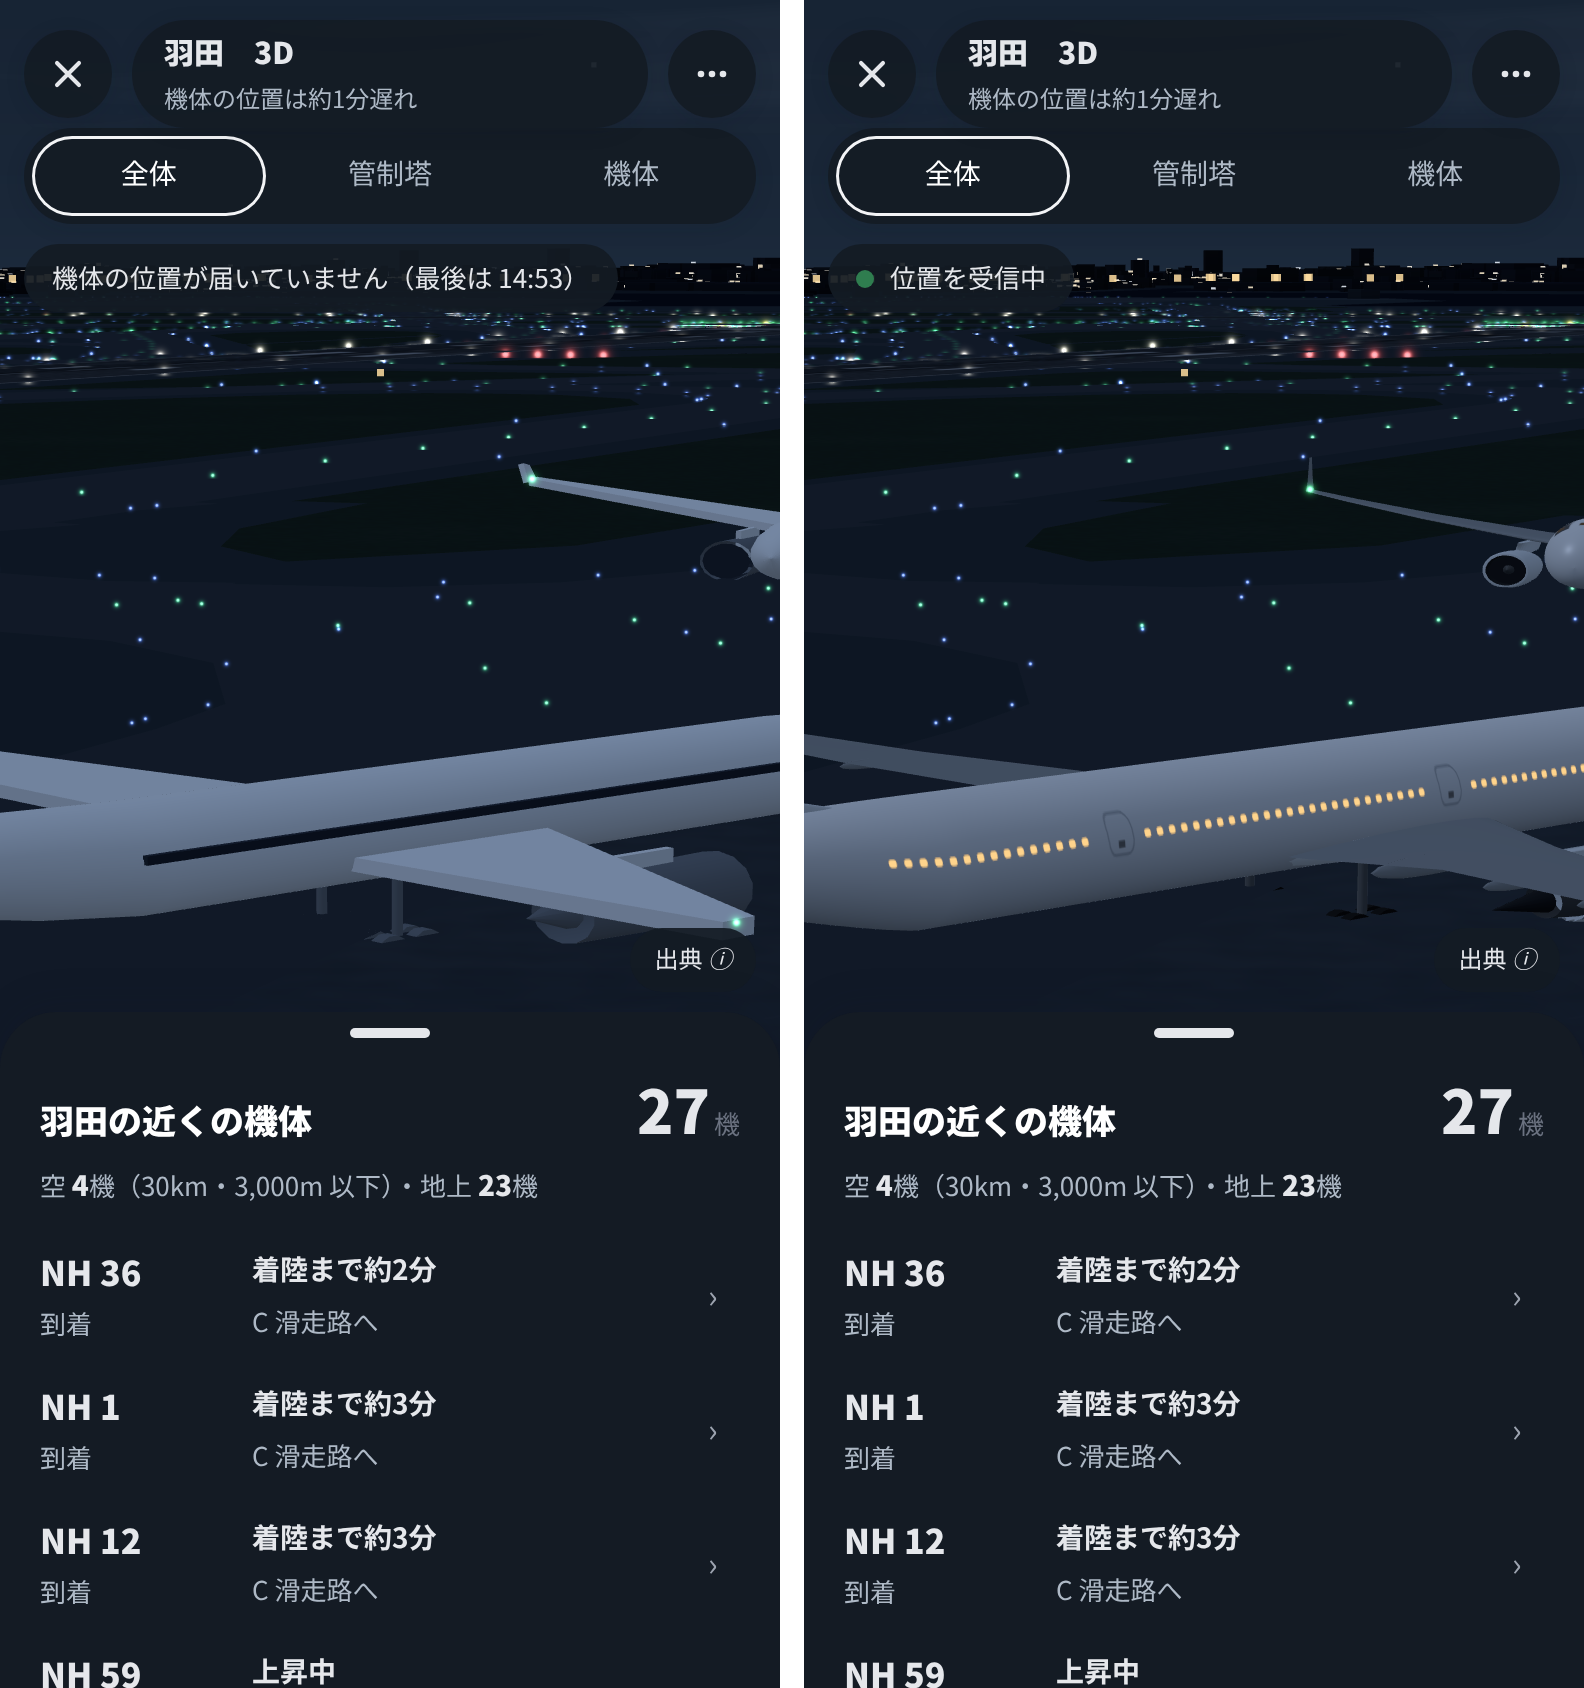 羽田 3D
機体の位置は約1分遅れ
全体 管制塔 機体
機体の位置が届いていません（最後は 14:53）
出典 ⓘ
羽田の近くの機体 27機
空 4機（30km・3,000m 以下）・地上 23機
NH 36 着陸まで約2分
到着 C 滑走路へ
NH 1 着陸まで約3分
到着 C 滑走路へ
NH 12 着陸まで約3分
到着 C 滑走路へ
NH 59 上昇中
羽田 3D
機体の位置は約1分遅れ
全体 管制塔 機体
位置を受信中
出典 ⓘ
羽田の近くの機体 27機
空 4機（30km・3,000m 以下）・地上 23機
NH 36 着陸まで約2分
到着 C 滑走路へ
NH 1 着陸まで約3分
到着 C 滑走路へ
NH 12 着陸まで約3分
到着 C 滑走路へ
NH 59 上昇中